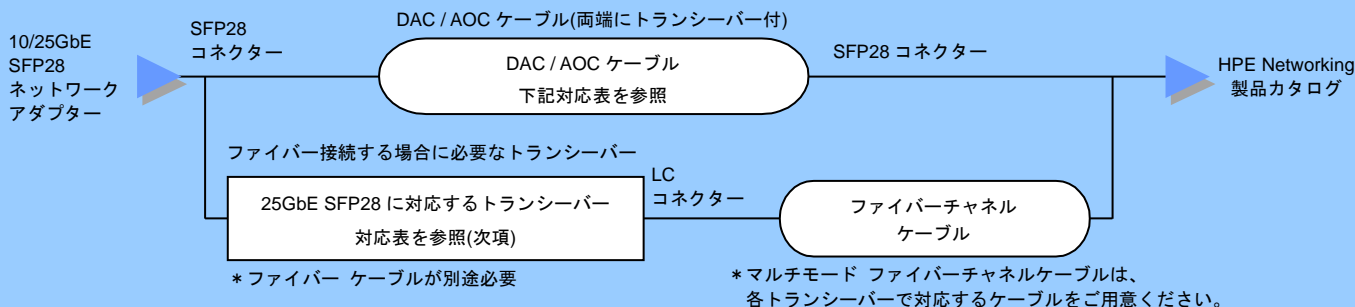 DAC / AOC ケーブル(両端にトランシーバー付)
10/25GbE
SFP28
ネットワーク
アダプター
SFP28
コネクター
DAC / AOC ケーブル
下記対応表を参照
SFP28 コネクター
HPE Networking
製品カタログ
ファイバー接続する場合に必要なトランシーバー
25GbE SFP28 に対応するトランシーバー
対応表を参照(次項)
LC
コネクター
ファイバーチャネル
ケーブル
*ファイバー ケーブルが別途必要
*マルチモード ファイバーチャネルケーブルは、
各トランシーバーで対応するケーブルをご用意ください。